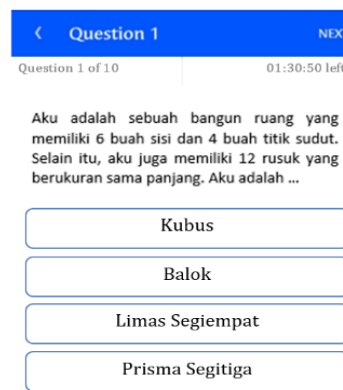 Question 1
NEXT
Question 1 of 10
01:30:50 left
Aku adalah sebuah bangun ruang yang
memiliki 6 buah sisi dan 4 buah titik sudut.
Selain itu, aku juga memiliki 12 rusuk yang
berukuran sama panjang. Aku adalah ...
Kubus
Balok
Limas Segiempat
Prisma Segitiga